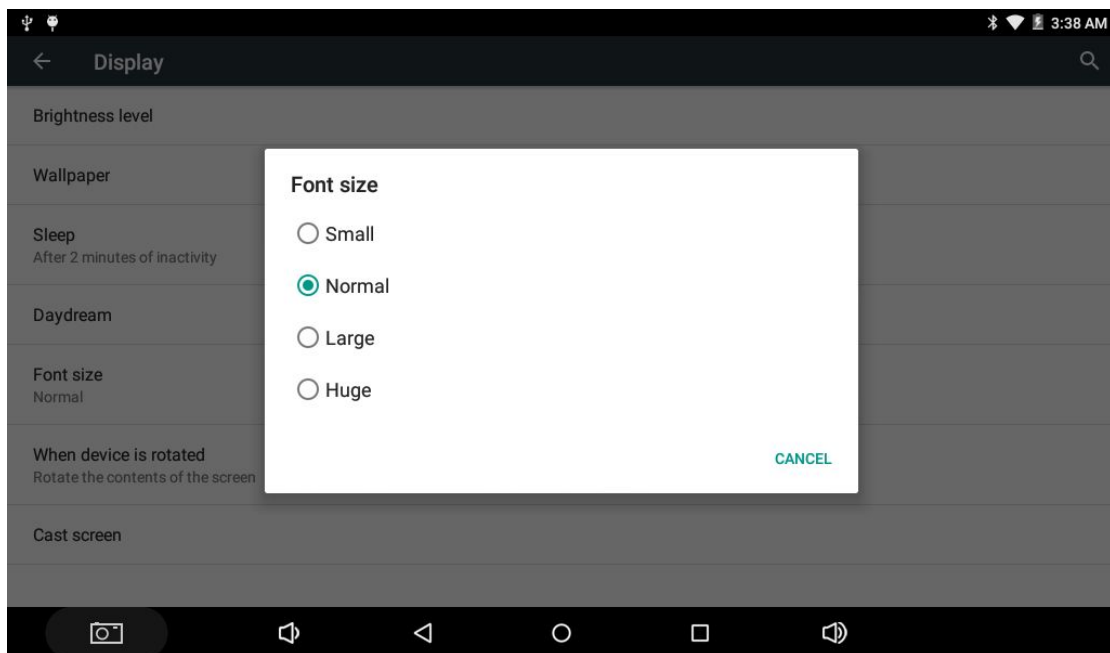 3:38 AM
Display
Brightness level
Wallpaper
Sleep
After 2 minutes of inactivity
Daydream
Font size
Normal
When device is rotated
Rotate the contents of the screen
Cast screen
Font size
Small
Normal
Large
Huge
CANCEL